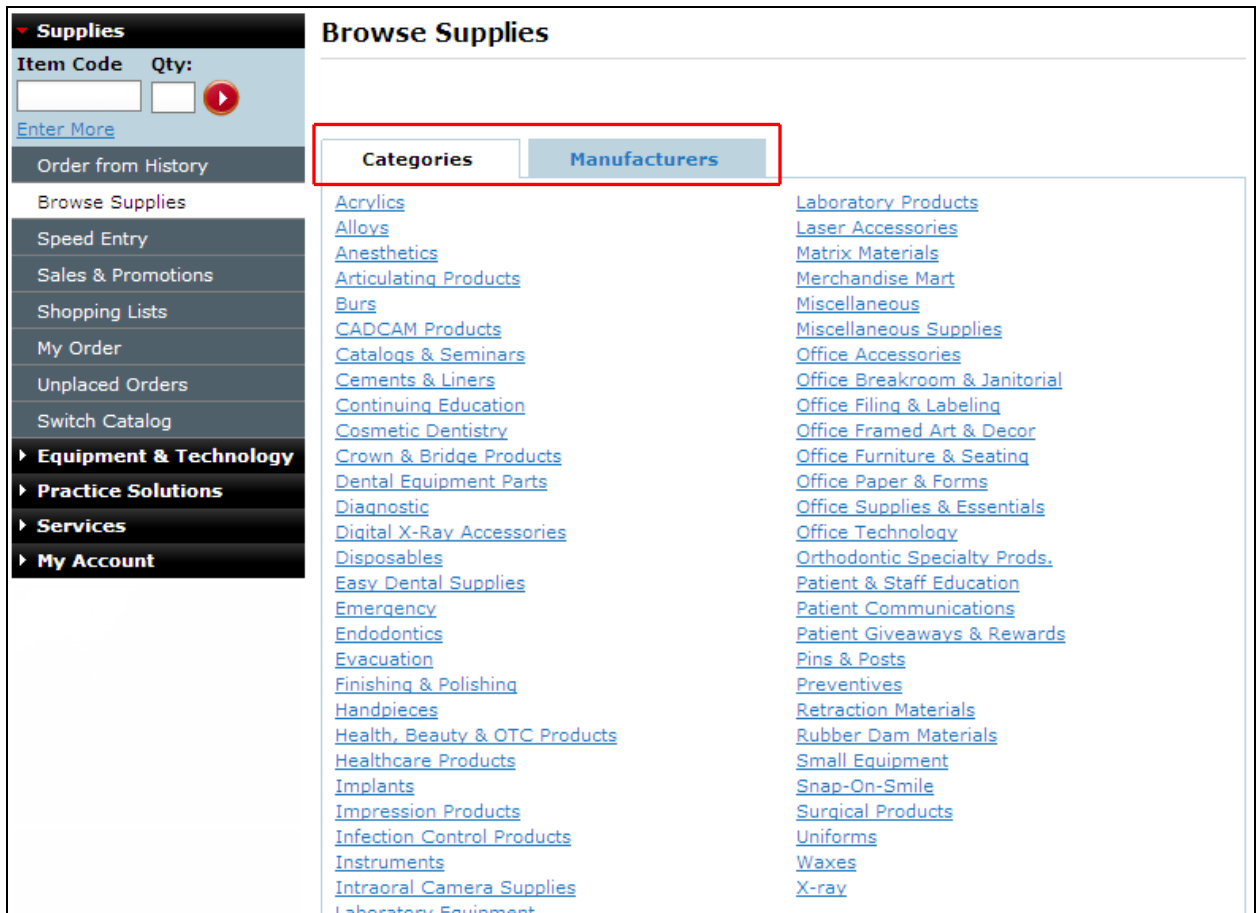 Supplies
Item Code Qty:
Enter More
Order from History
Browse Supplies
Speed Entry
Sales & Promotions
Shopping Lists
My Order
Unplaced Orders
Switch Catalog
Equipment & Technology
Practice Solutions
Services
My Account
Browse Supplies
Categories Manufacturers
Acrylics
Alloys
Anesthetics
Articulating Products
Burs
CADCAM Products
Catalogs & Seminars
Cements & Liners
Continuing Education
Cosmetic Dentistry
Crown & Bridge Products
Dental Equipment Parts
Diagnostic
Digital X-Ray Accessories
Disposables
Easy Dental Supplies
Emergency
Endodontics
Evacuation
Finishing & Polishing
Handpieces
Health, Beauty & OTC Products
Healthcare Products
Implants
Impression Products
Infection Control Products
Instruments
Intraoral Camera Supplies
Laboratory Equipment
Laboratory Products
Laser Accessories
Matrix Materials
Merchandise Mart
Miscellaneous
Miscellaneous Supplies
Office Accessories
Office Breakroom & Janitorial
Office Filing & Labeling
Office Framed Art & Decor
Office Furniture & Seating
Office Paper & Forms
Office Supplies & Essentials
Office Technology
Orthodontic Specialty Prods.
Patient & Staff Education
Patient Communications
Patient Giveaways & Rewards
Pins & Posts
Preventives
Retraction Materials
Rubber Dam Materials
Small Equipment
Snap-On-Smile
Surgical Products
Uniforms
Waxes
X-ray